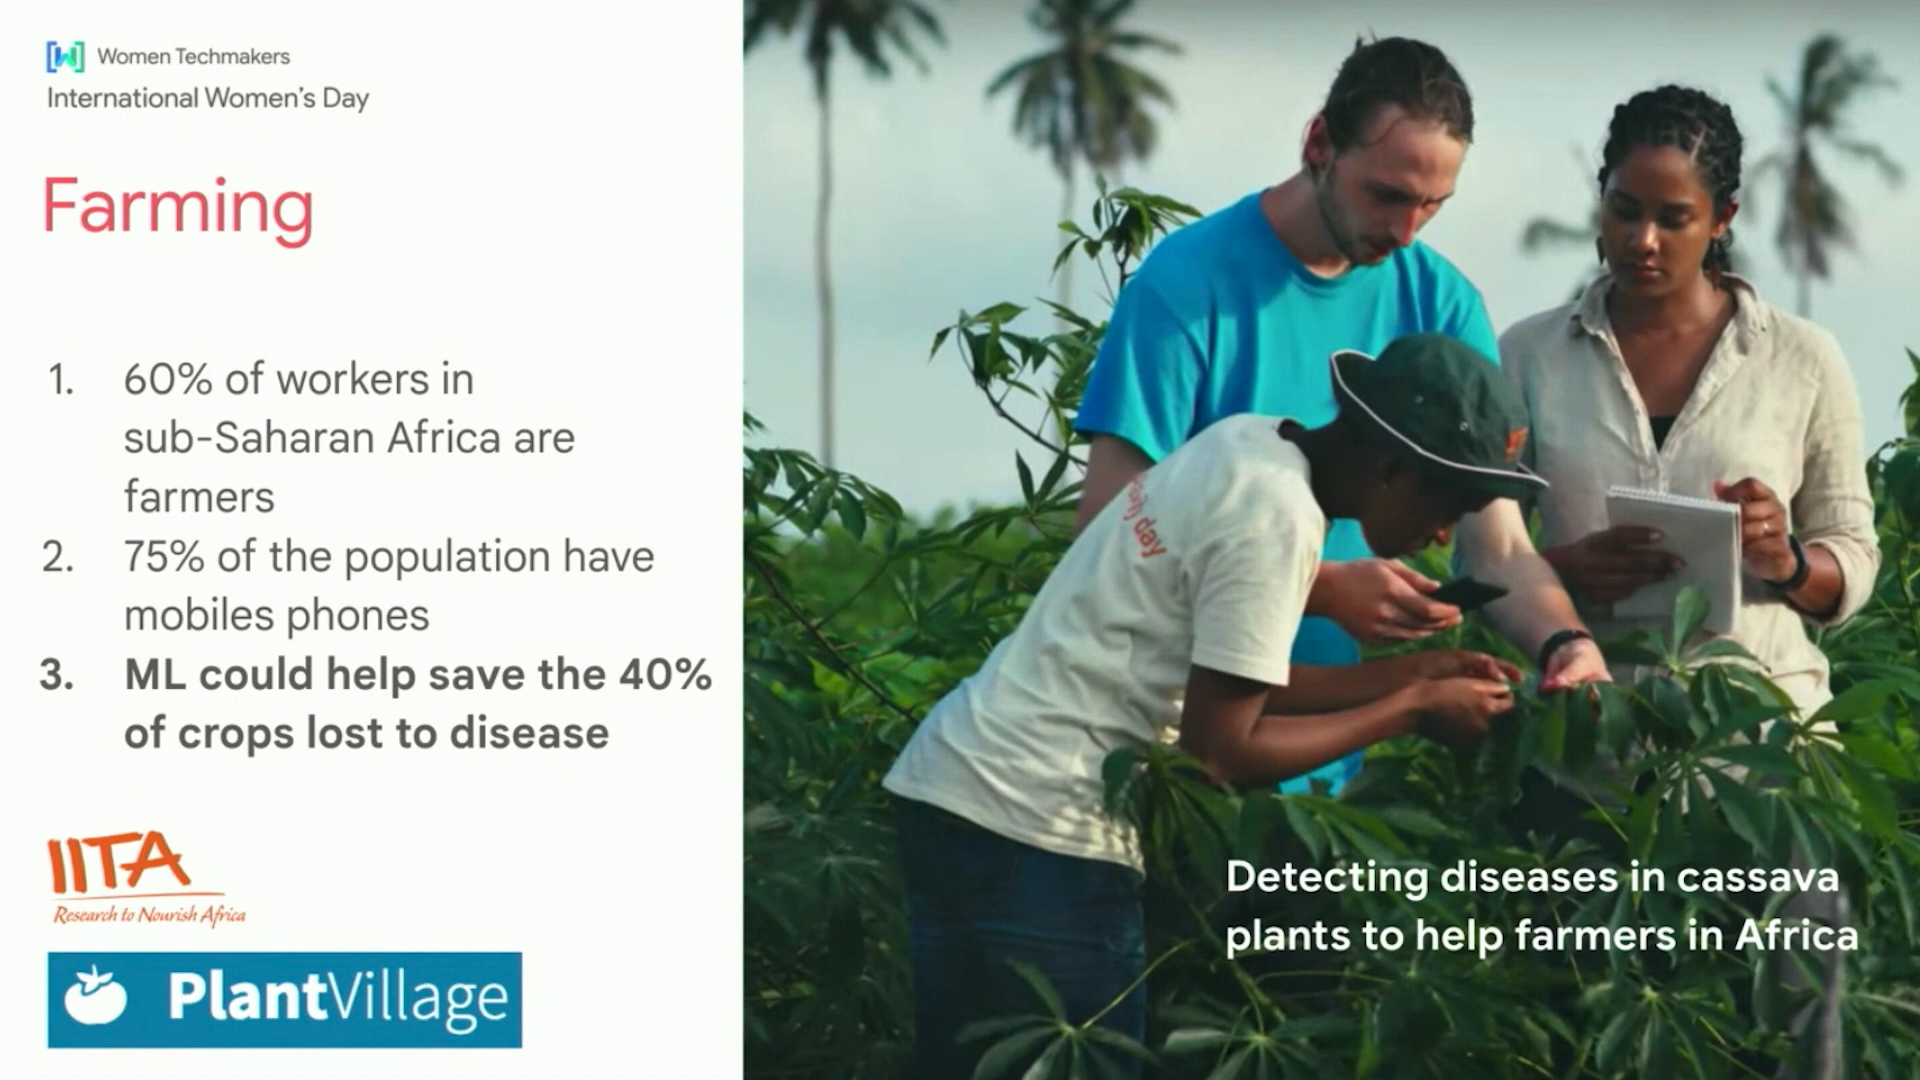 Women Techmakers
International Women's Day
Farming
1. 60% of workers in
sub-Saharan Africa are
farmers
2. 75% of the population have
mobiles phones
3. ML could help save the 40%
of crops lost to disease
IITA
Research to Nourish Africa
PlantVillage
day
Detecting diseases in cassava
plants to help farmers in Africa